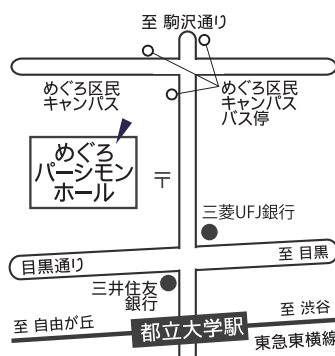 至 駒沢通り
めぐろ区民
キャンパス
めぐろ区民
キャンパス
バス停
めぐろ
パーシモン
ホール
〒
三菱UFJ銀行
目黒通り
至 目黒
三井住友
銀行
至 渋谷
至 自由が丘
都立大学駅
東急東横線